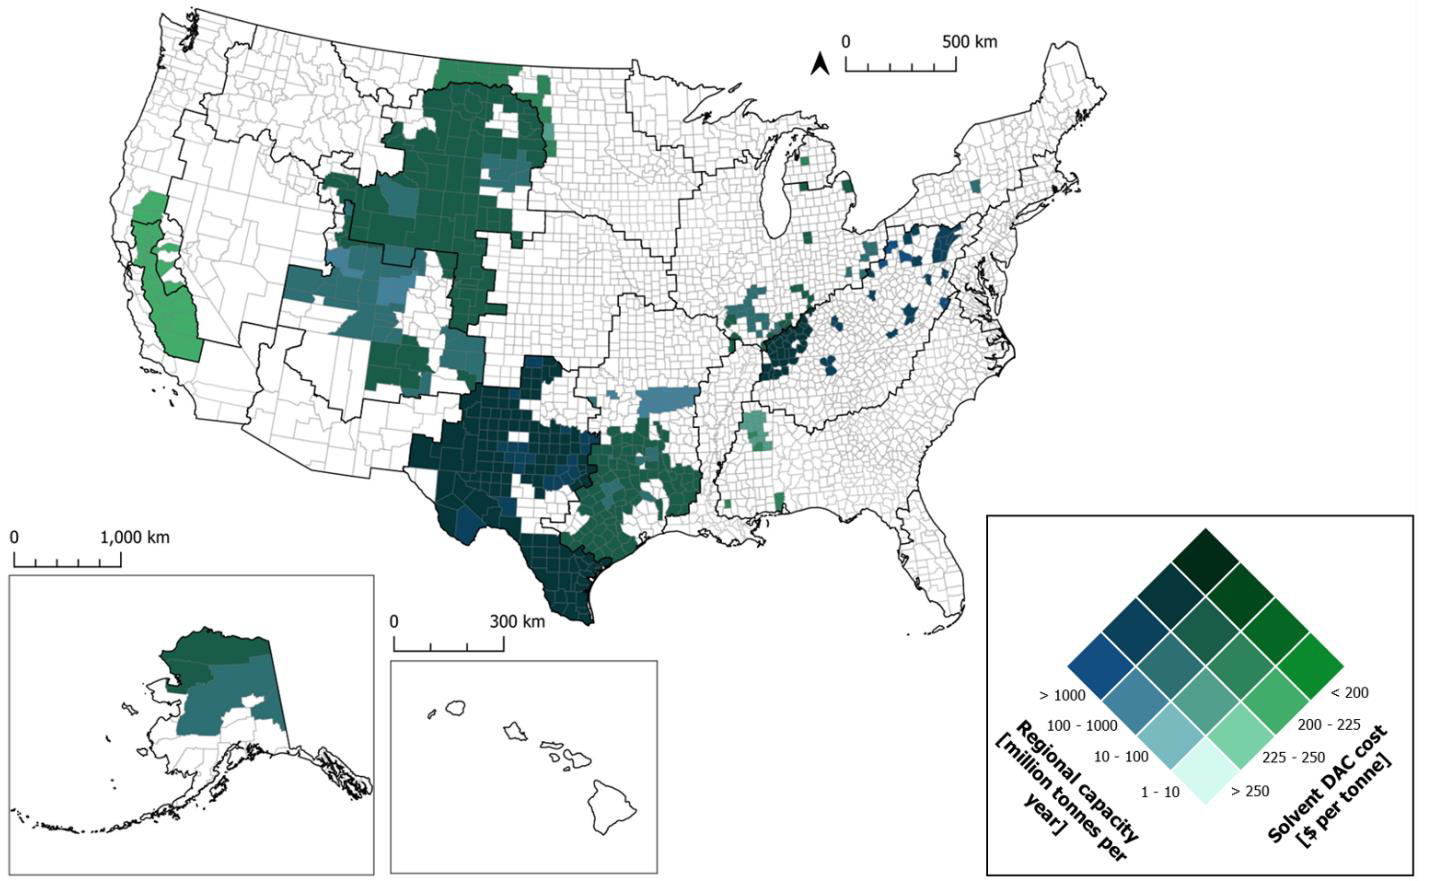 0 500 km
0 1,000 km
0 300 km
> 1000
100 - 1000
10 - 100
1 - 10
< 200
200 - 225
225 - 250
> 250
Regional capacity
[million tonnes per
year]
Solvent DAC cost
[$ per tonne]